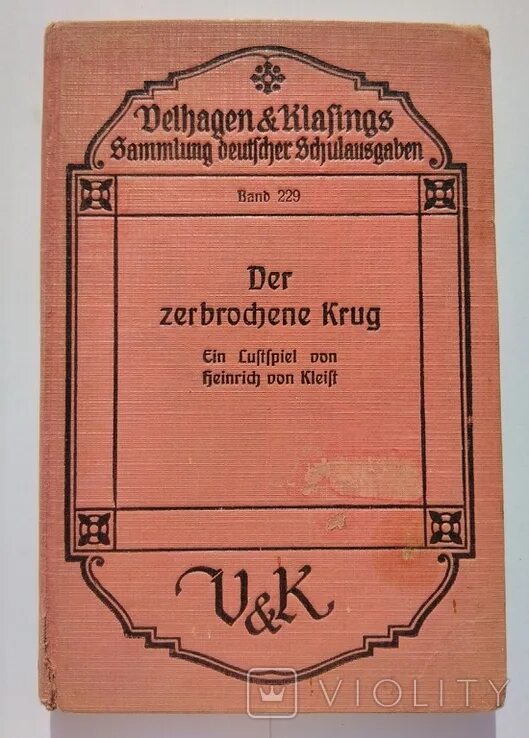 Velhagen & Klasings
Sammlung deutscher Schulausgaben
Band 229
Der
zerbrochene Krug
Ein Lustspiel von
Heinrich von Kleist
V&K
VIOLITY